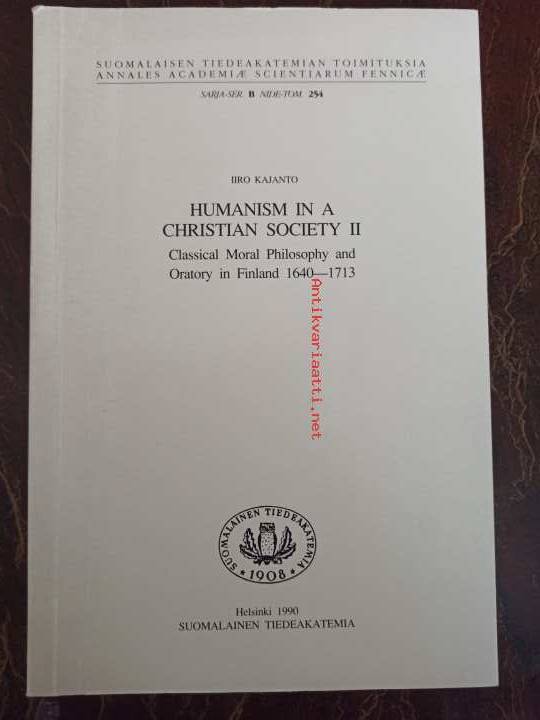 SUOMALAISEN TIEDEAKATEMIAN TOIMITUKSIA
ANNALES ACADEMIÆ SCIENTIARUM FENNICÆ
SARJA-SER. B NIDE-TOM. 254
IIRO KAJANTO
HUMANISM IN A
CHRISTIAN SOCIETY II
Classical Moral Philosophy and
Oratory in Finland 1640—1713
Antikvariaatti.net
SUOMALAINEN TIEDEAKATEMIA
• 1908 •
Helsinki 1990
SUOMALAINEN TIEDEAKATEMIA